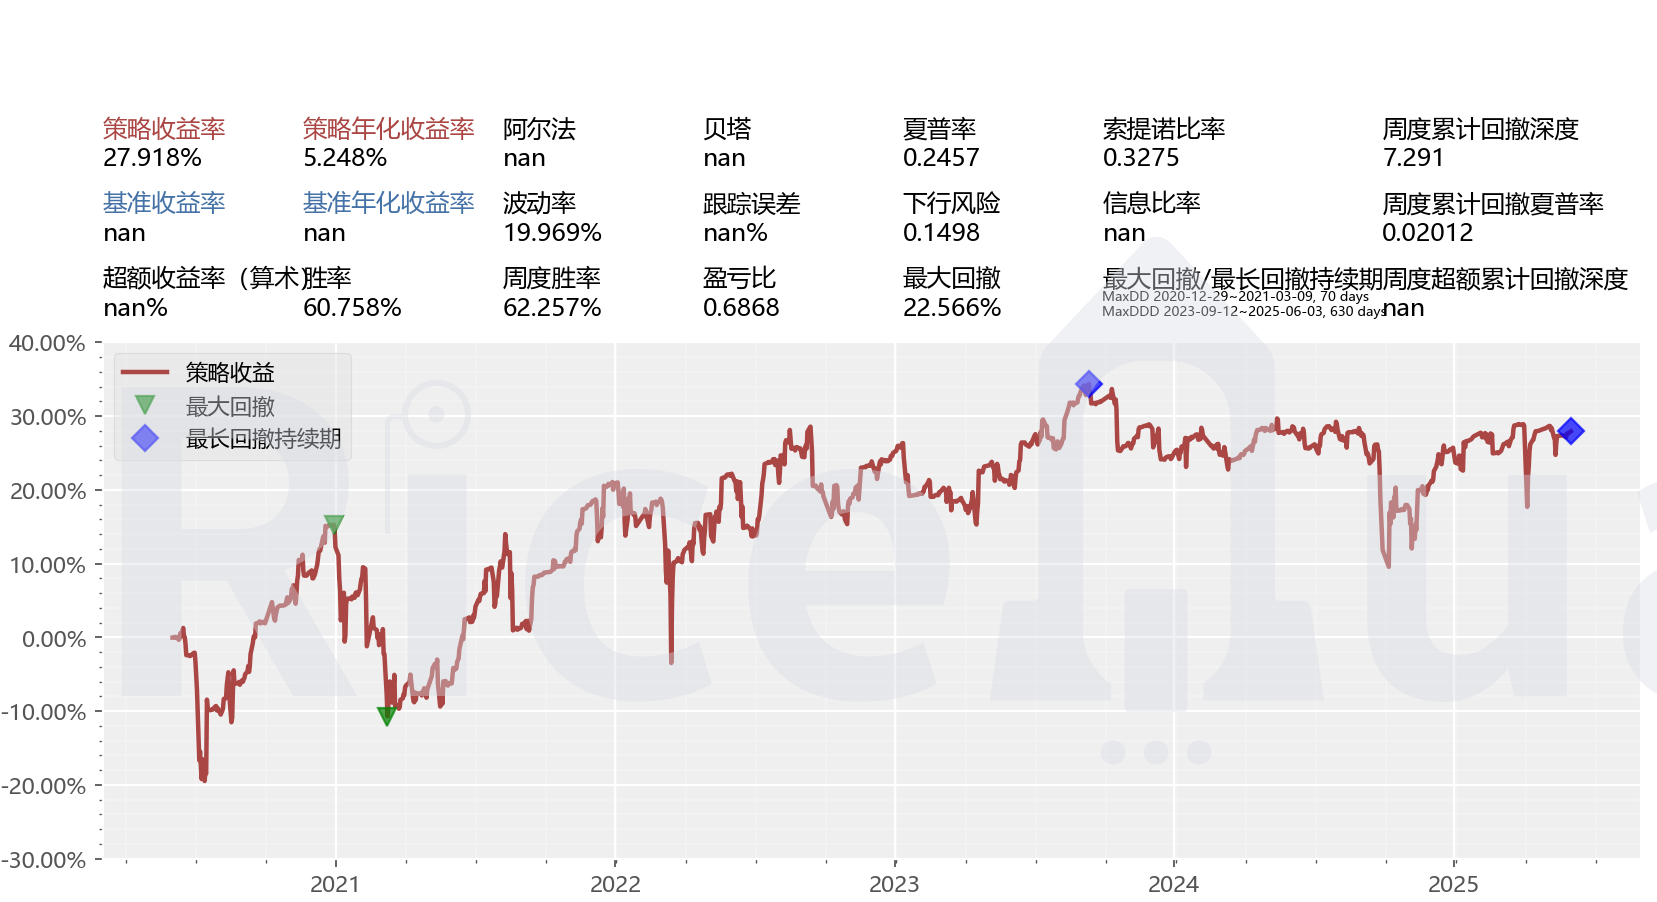 策略收益率 策略年化收益率 阿尔法 贝塔 夏普率 索提诺比率 周度累计回撤深度
27.918% 5.248% nan nan 0.2457 0.3275 7.291
基准收益率 基准年化收益率 波动率 跟踪误差 下行风险 信息比率 周度累计回撤夏普率
nan nan 19.969% nan% 0.1498 nan 0.02012
超额收益率（算术） 胜率 周度胜率 盈亏比 最大回撤 最大回撤/最长回撤持续期 周度超额累计回撤深度
nan% 60.758% 62.257% 0.6868 22.566% nan
MaxDD 2020-12-29~2021-03-09, 70 days
MaxDDD 2023-09-12~2025-06-03, 630 days
40.00%
30.00%
20.00%
10.00%
0.00%
-10.00%
-20.00%
-30.00%
策略收益
最大回撤
最长回撤持续期
2021 2022 2023 2024 2025